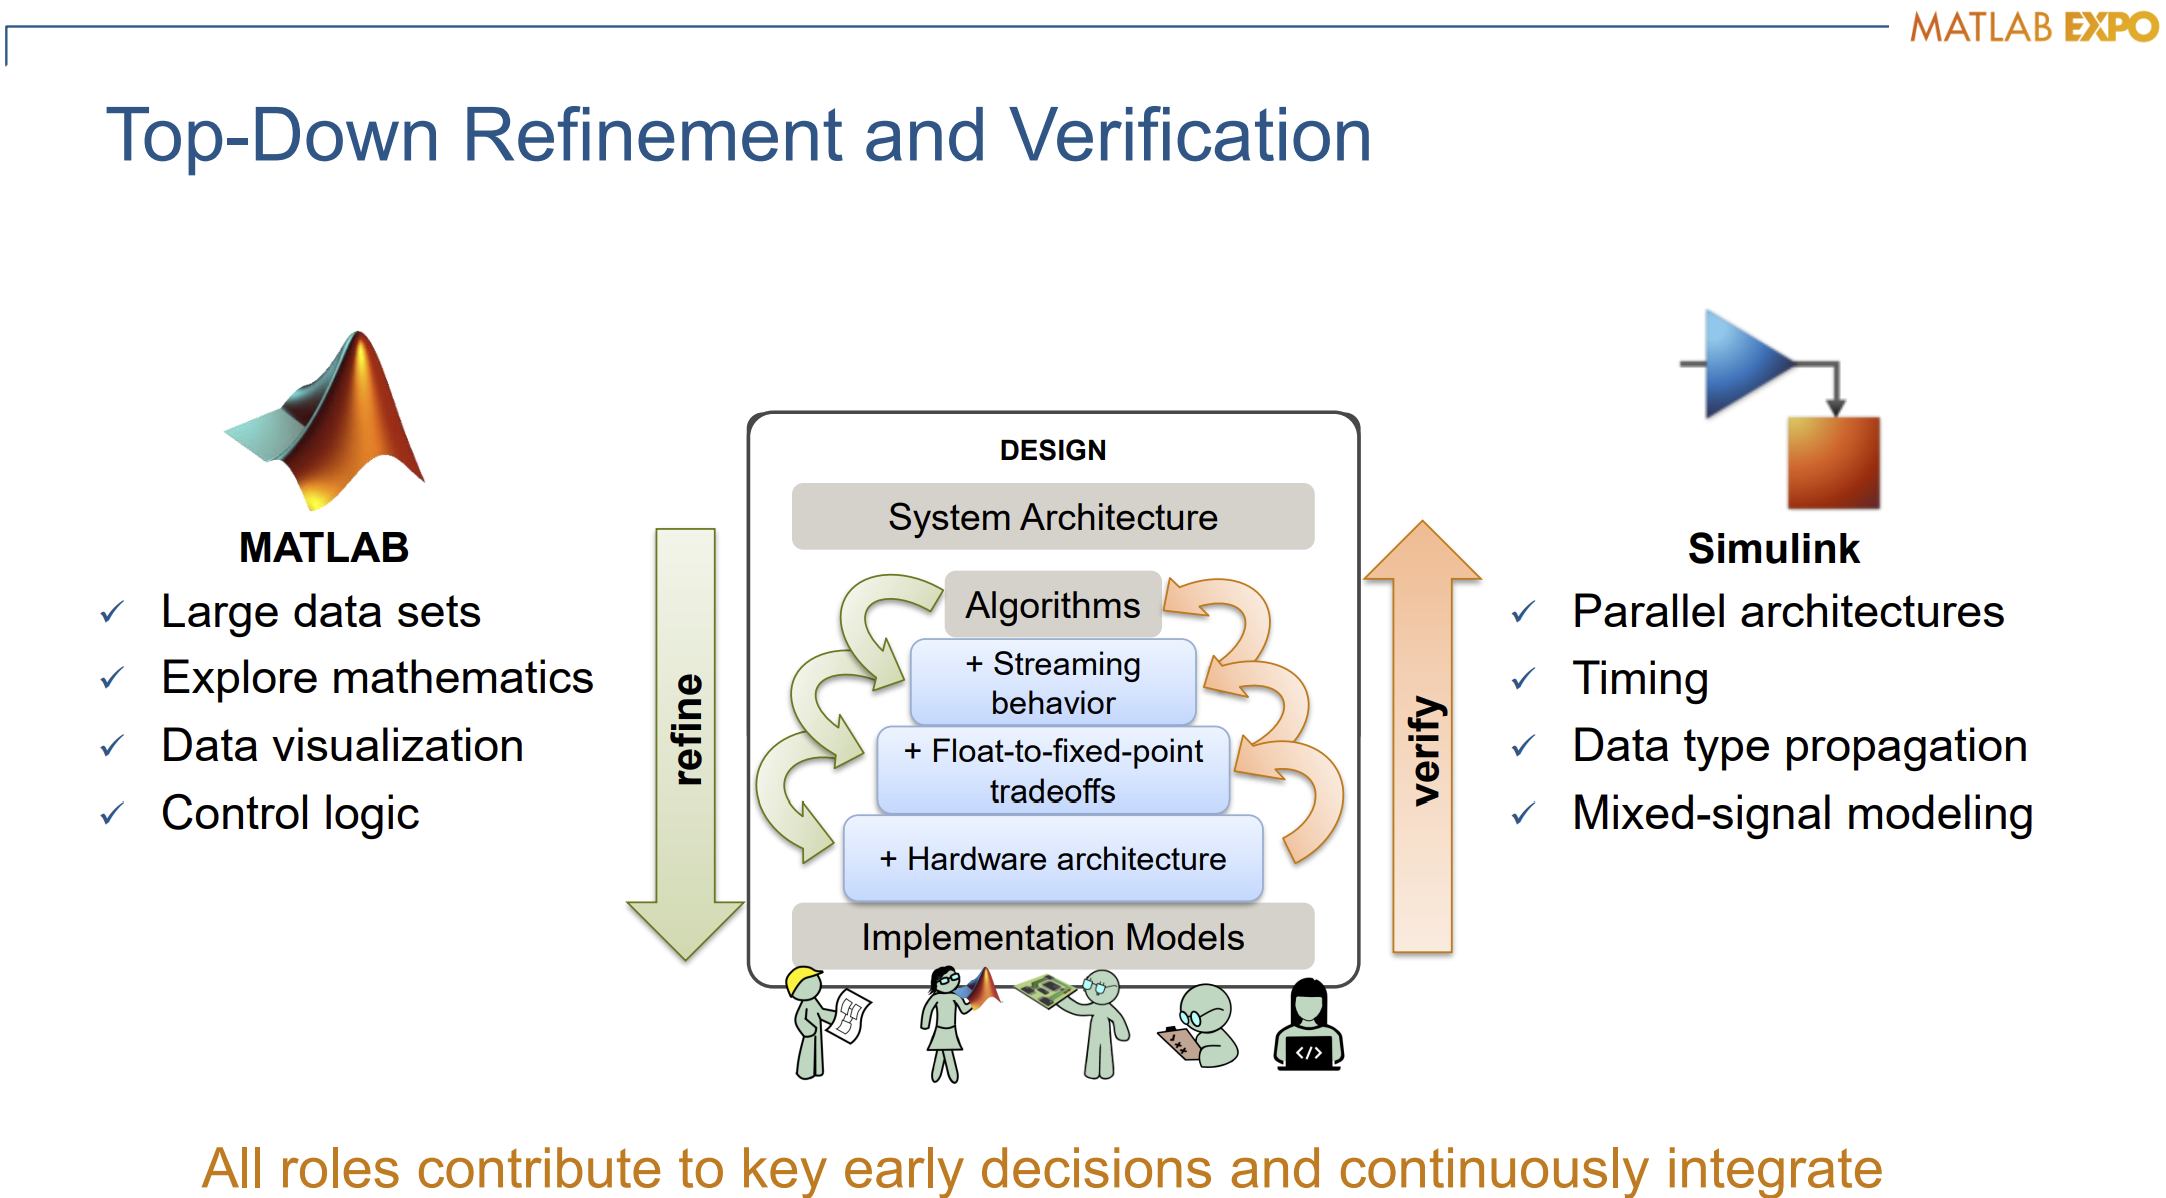 MATLAB EXPO
Top-Down Refinement and Verification
MATLAB
✓ Large data sets
✓ Explore mathematics
✓ Data visualization
✓ Control logic
refine
DESIGN
System Architecture
Algorithms
+ Streaming
behavior
+ Float-to-fixed-point
tradeoffs
+ Hardware architecture
Implementation Models
</>
verify
Simulink
✓ Parallel architectures
✓ Timing
✓ Data type propagation
✓ Mixed-signal modeling
All roles contribute to key early decisions and continuously integrate